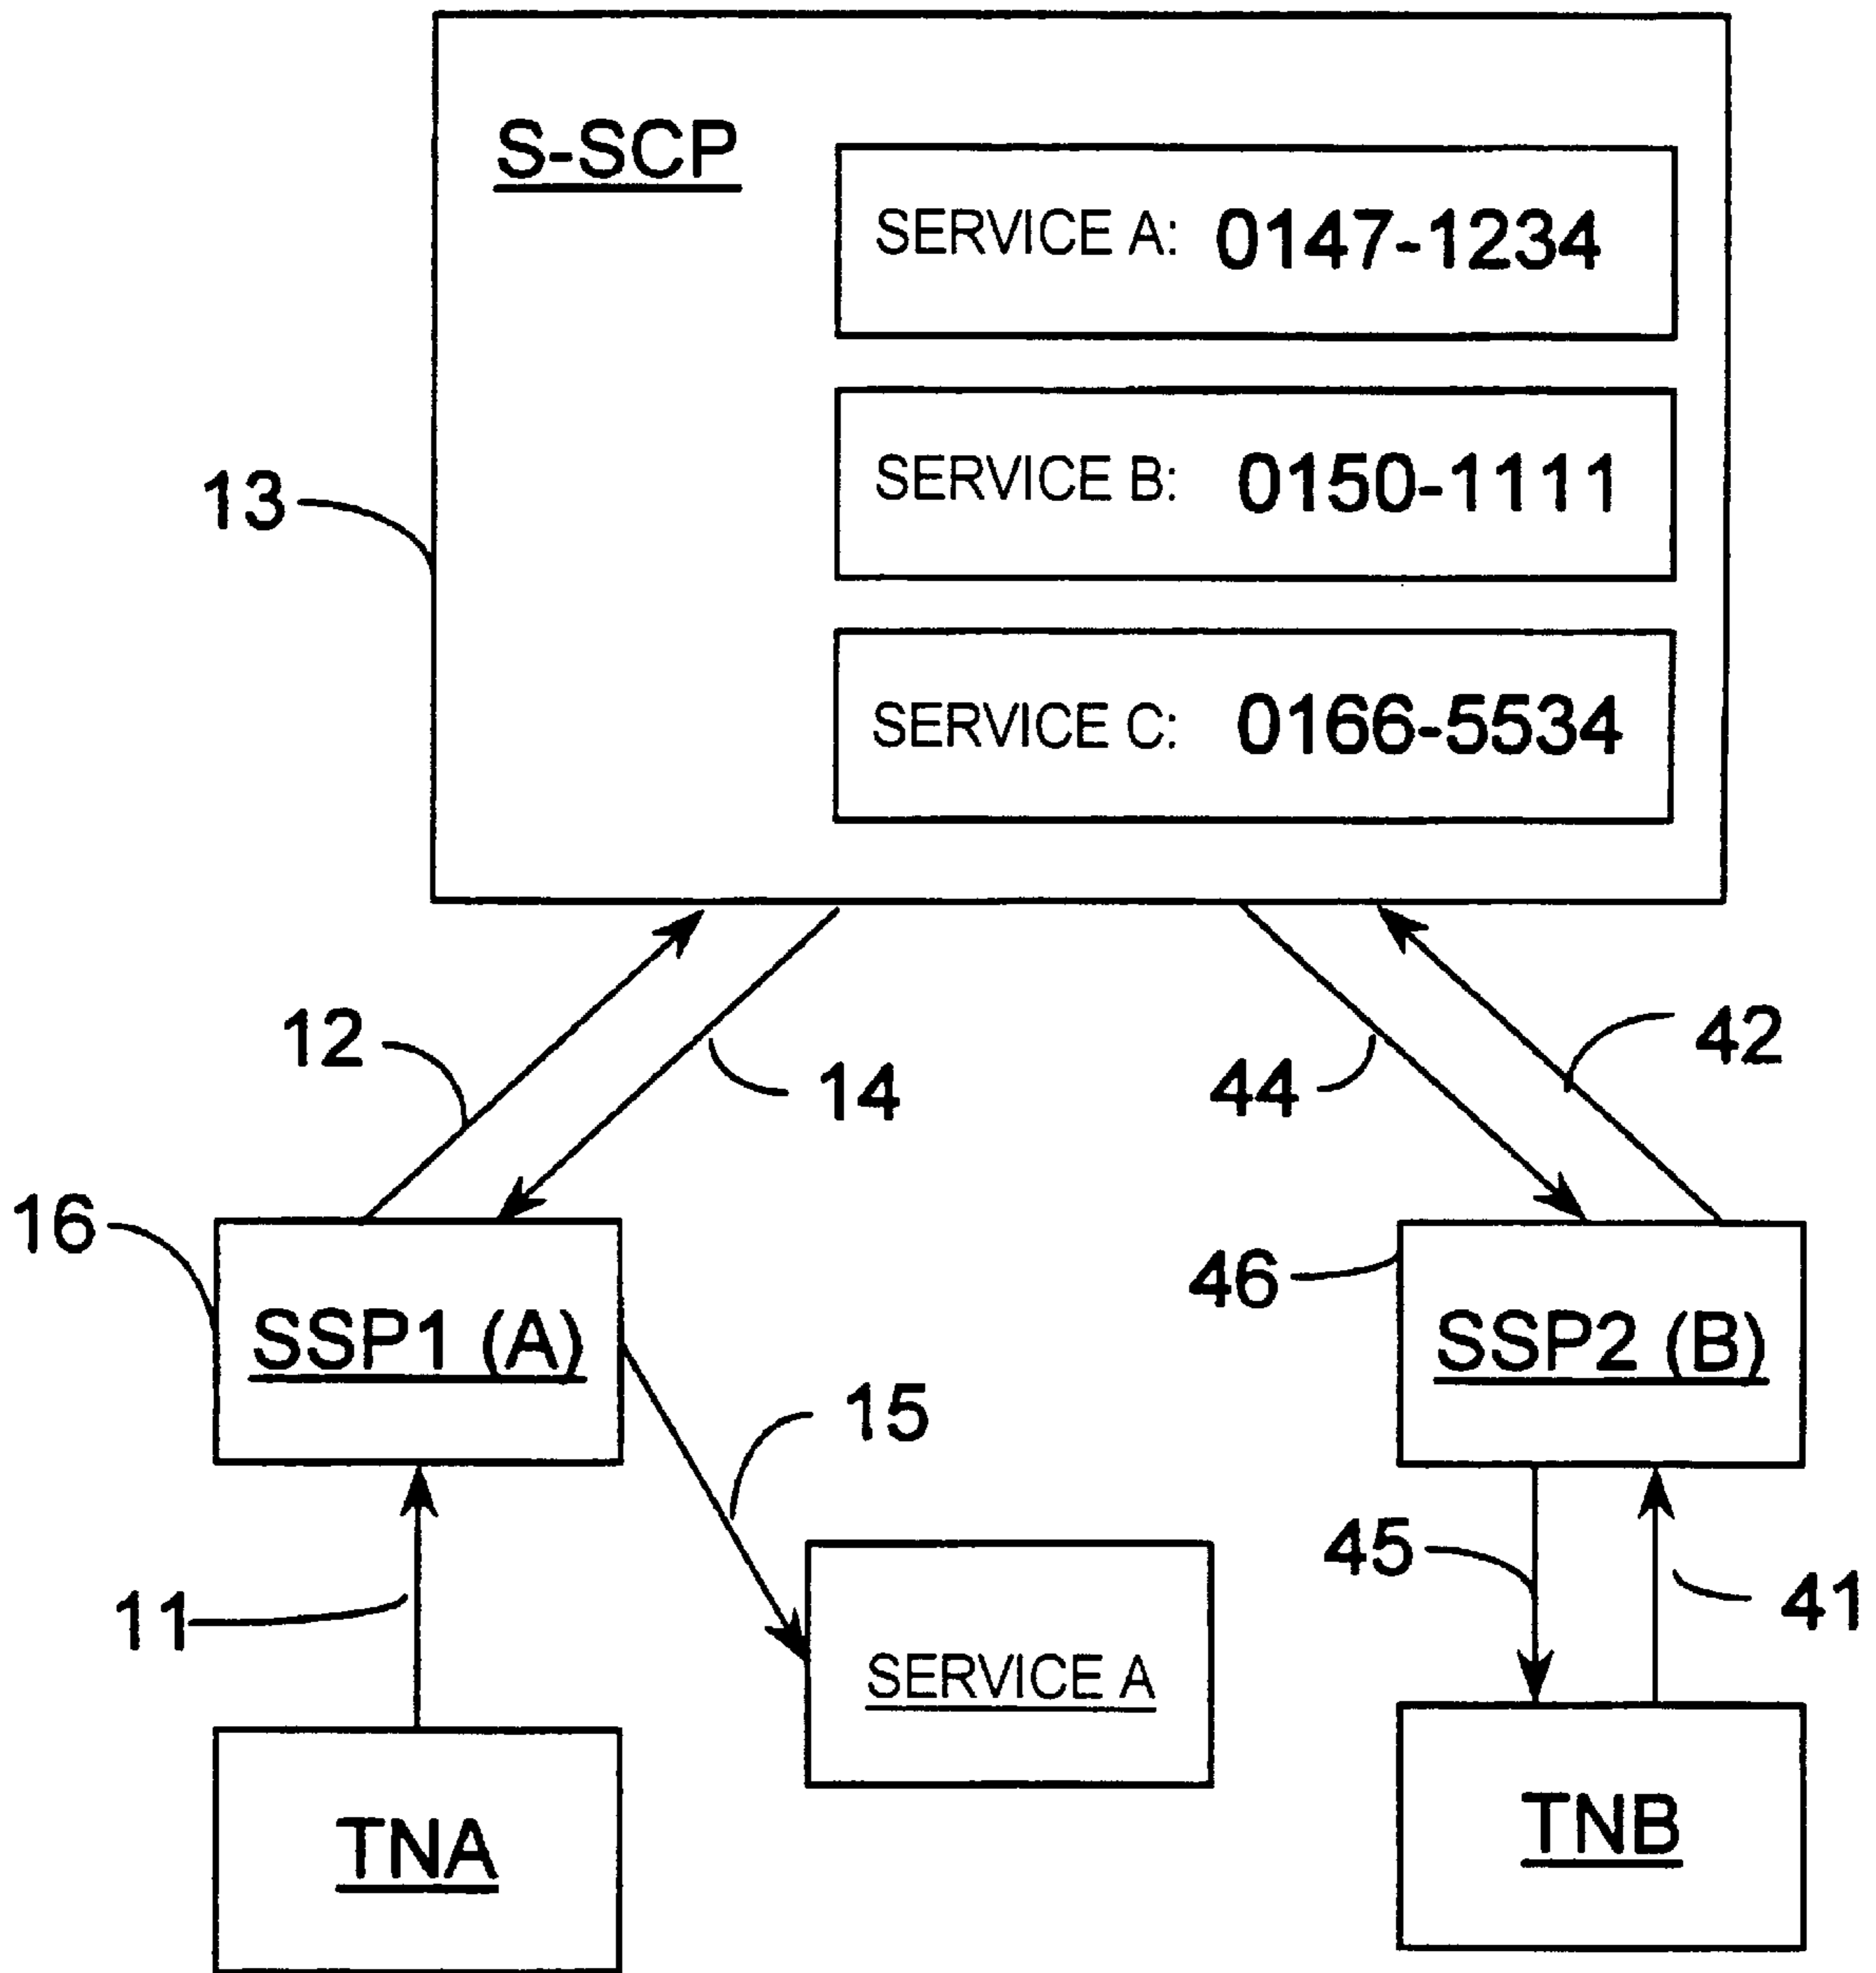 S-SCP
SERVICE A: 0147-1234
SERVICE B: 0150-1111
13
SERVICE C: 0166-5534
12
14
44
42
16
46
SSP1 (A)
SSP2 (B)
15
11
45
41
SERVICE A
TNA
TNB